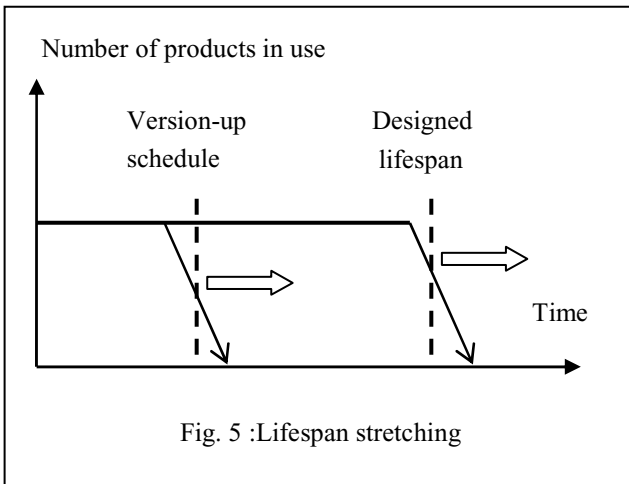 Number of products in use
Version-up
schedule
Designed
lifespan
Time
Fig. 5 :Lifespan stretching